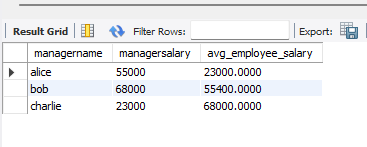 Result Grid Filter Rows: Export:
managername managersalary avg_employee_salary
alice 55000 23000.0000
bob 68000 55400.0000
charlie 23000 68000.0000